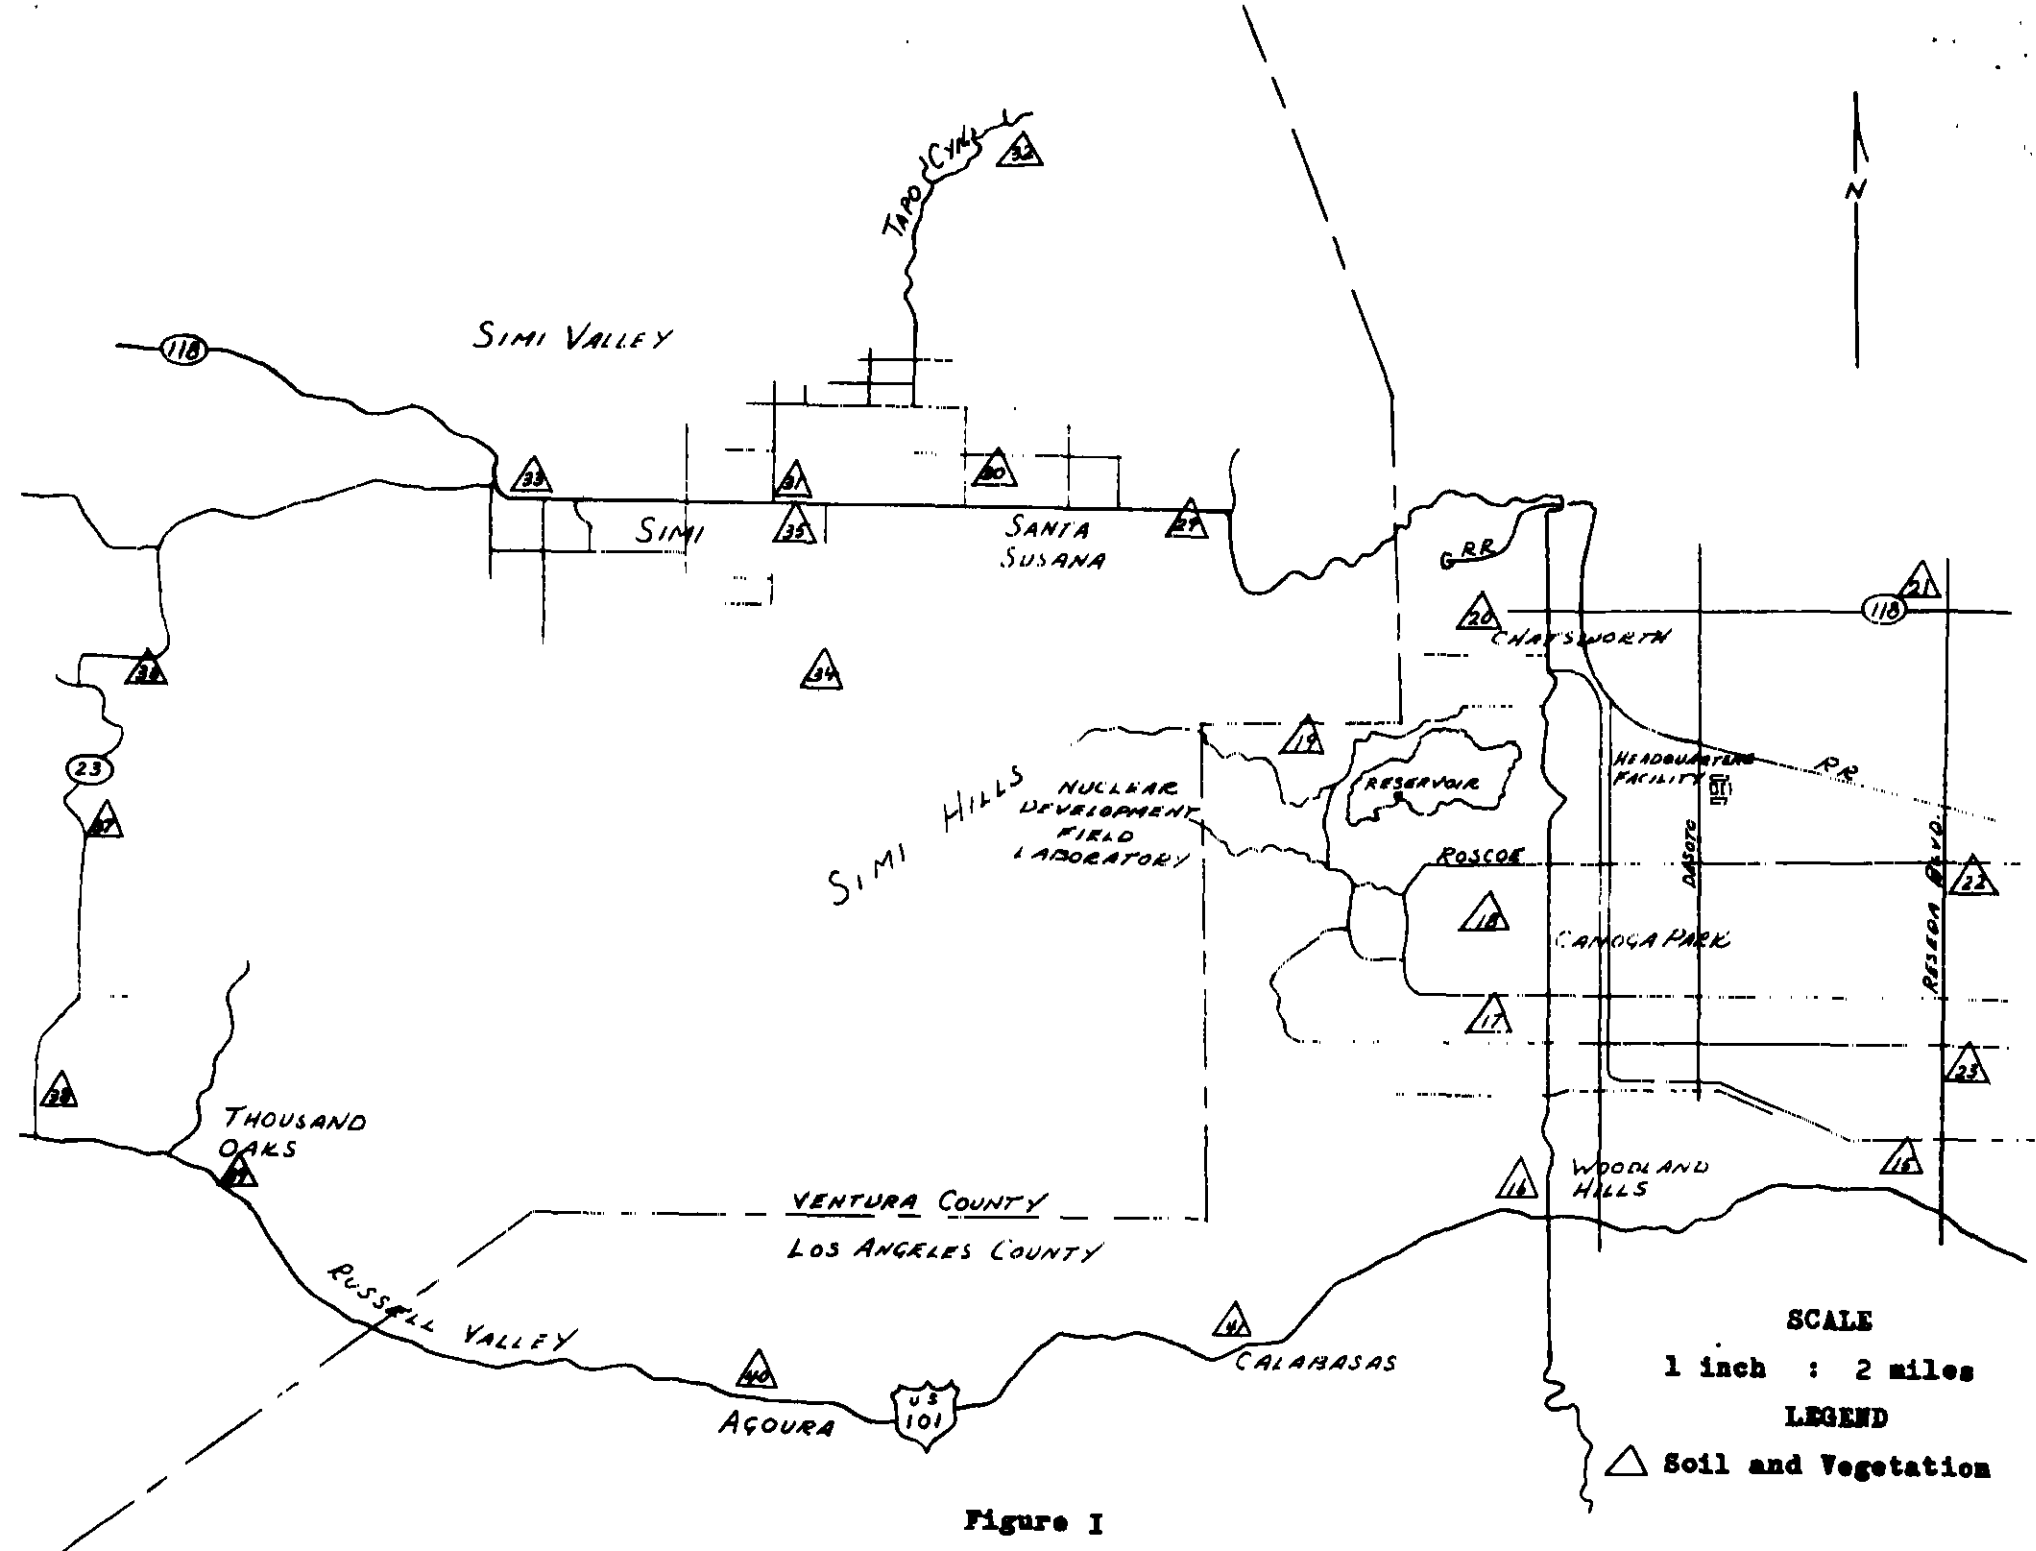 32
CYN.
TAPO
N
SIMI VALLEY
118
33
31
30
29
35
SIMI
SANTA
SUSANA
RR
21
118
20
CHATSWORTH
34
36
19
23
37
SIMI HILLS
NUCLEAR
DEVELOPMENT
FIELD
LABORATORY
RESERVOIR
HEADQUARTERS
FACILITY
RR
ROSCOE
DASOTO
RESEDA BLVD.
22
18
CANOGA PARK
17
23
38
THOUSAND
OAKS
39
16
WOODLAND
HILLS
15
VENTURA COUNTY
LOS ANGELES COUNTY
RUSSELL VALLEY
41
CALABASAS
40
AGOURA
US
101
SCALE
1 inch : 2 miles
LEGEND
Soil and Vegetation
Figure I